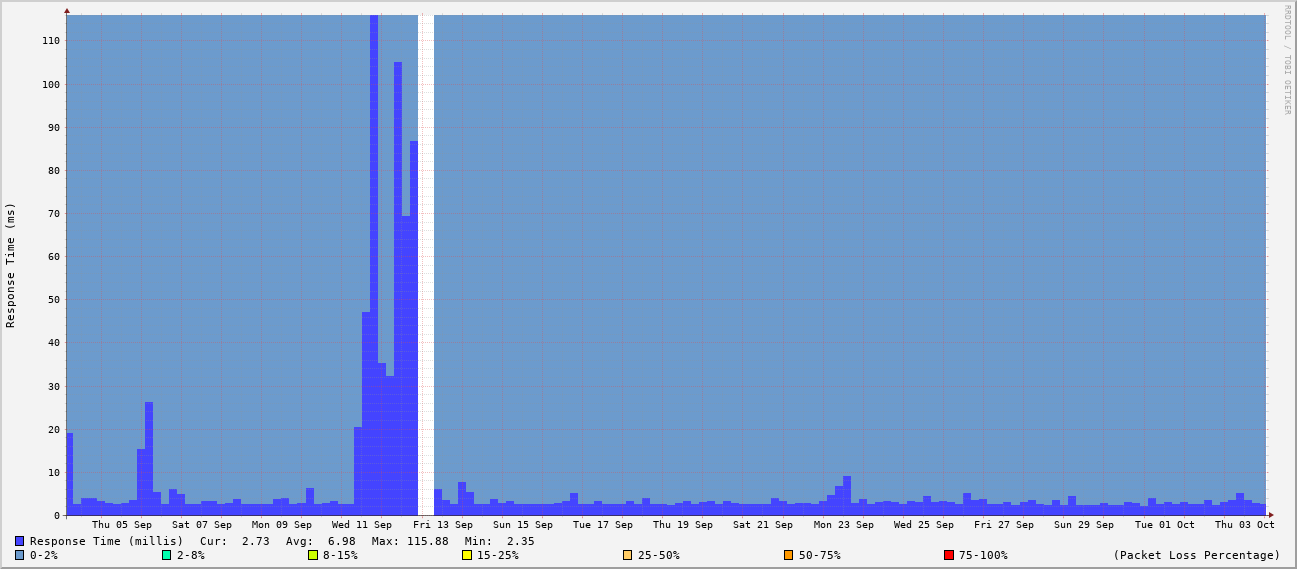 RRDTOOL / TOBI OETIKER
Response Time (ms)
110
100
90
80
70
60
50
40
30
20
10
0
Thu 05 Sep Sat 07 Sep Mon 09 Sep Wed 11 Sep Fri 13 Sep Sun 15 Sep Tue 17 Sep Thu 19 Sep Sat 21 Sep Mon 23 Sep Wed 25 Sep Fri 27 Sep Sun 29 Sep Tue 01 Oct Thu 03 Oct
Response Time (millis) Cur: 2.73 Avg: 6.98 Max: 115.88 Min: 2.35
0-2% 2-8% 8-15% 15-25% 25-50% 50-75% 75-100% (Packet Loss Percentage)